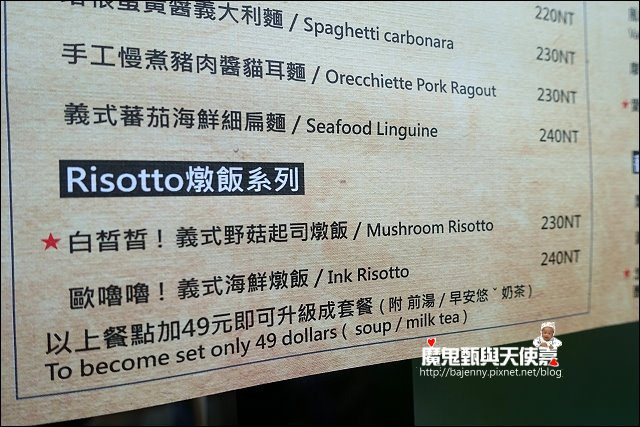 蛋黃醬義大利麵 / Spaghetti carbonara 220NT
230NT
手工慢煮豬肉醬貓耳麵 / Orecchiette Pork Ragout 230NT
義式蕃茄海鮮細扁麵 / Seafood Linguine 240NT
Risotto燉飯系列
★ 白皙皙！義式野菇起司燉飯 / Mushroom Risotto 230NT
歐嚕嚕！義式海鮮燉飯 / Ink Risotto 240NT
以上餐點加49元即可升級成套餐 ( 附 前湯 / 早安悠ˇ奶茶 )
To become set only 49 dollars ( soup / milk tea )
魔鬼甄與天使嘉
http://bajenny.pixnet.net/blog